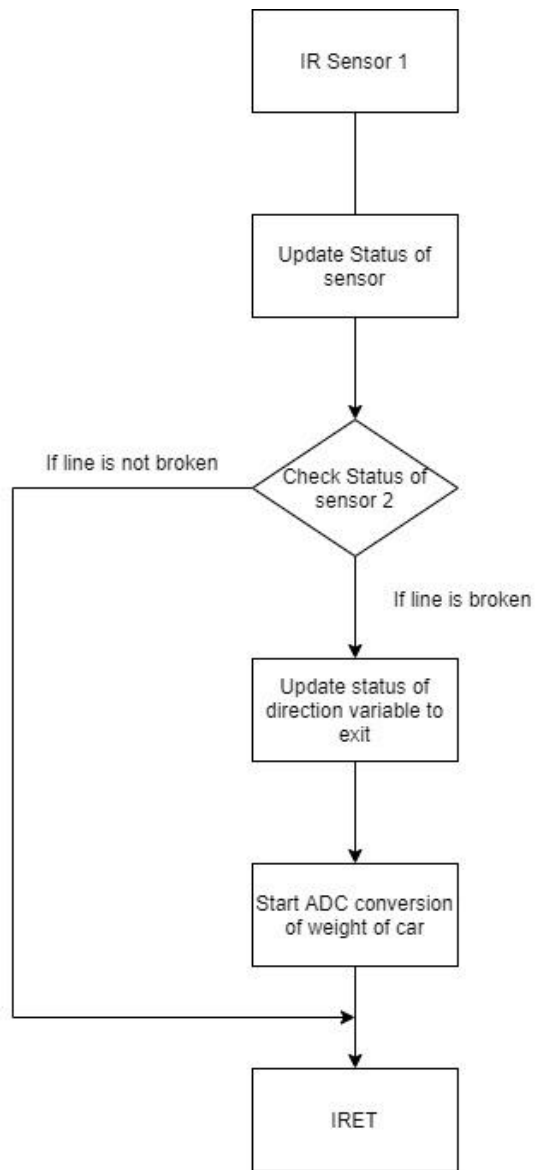 IR Sensor 1
Update Status of
sensor
If line is not broken
Check Status of
sensor 2
If line is broken
Update status of
direction variable to
exit
Start ADC conversion
of weight of car
IRET